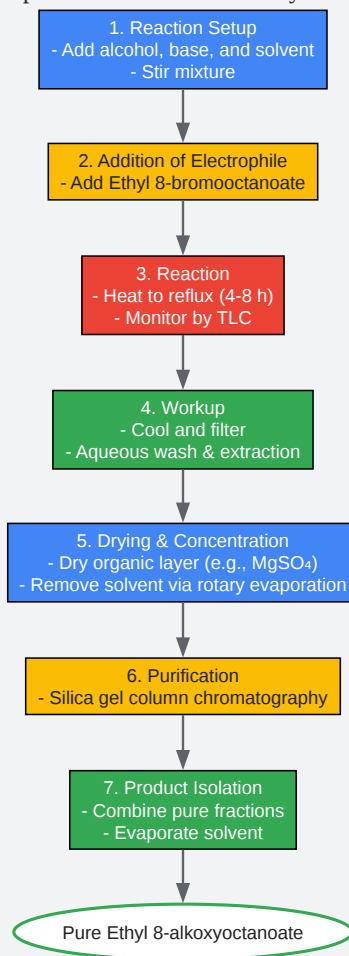 1. Reaction Setup
- Add alcohol, base, and solvent
- Stir mixture
2. Addition of Electrophile
- Add Ethyl 8-bromooctanoate
3. Reaction
- Heat to reflux (4-8 h)
- Monitor by TLC
4. Workup
- Cool and filter
- Aqueous wash & extraction
5. Drying & Concentration
- Dry organic layer (e.g., MgSO₄)
- Remove solvent via rotary evaporation
6. Purification
- Silica gel column chromatography
7. Product Isolation
- Combine pure fractions
- Evaporate solvent
Pure Ethyl 8-alkoxyoctanoate